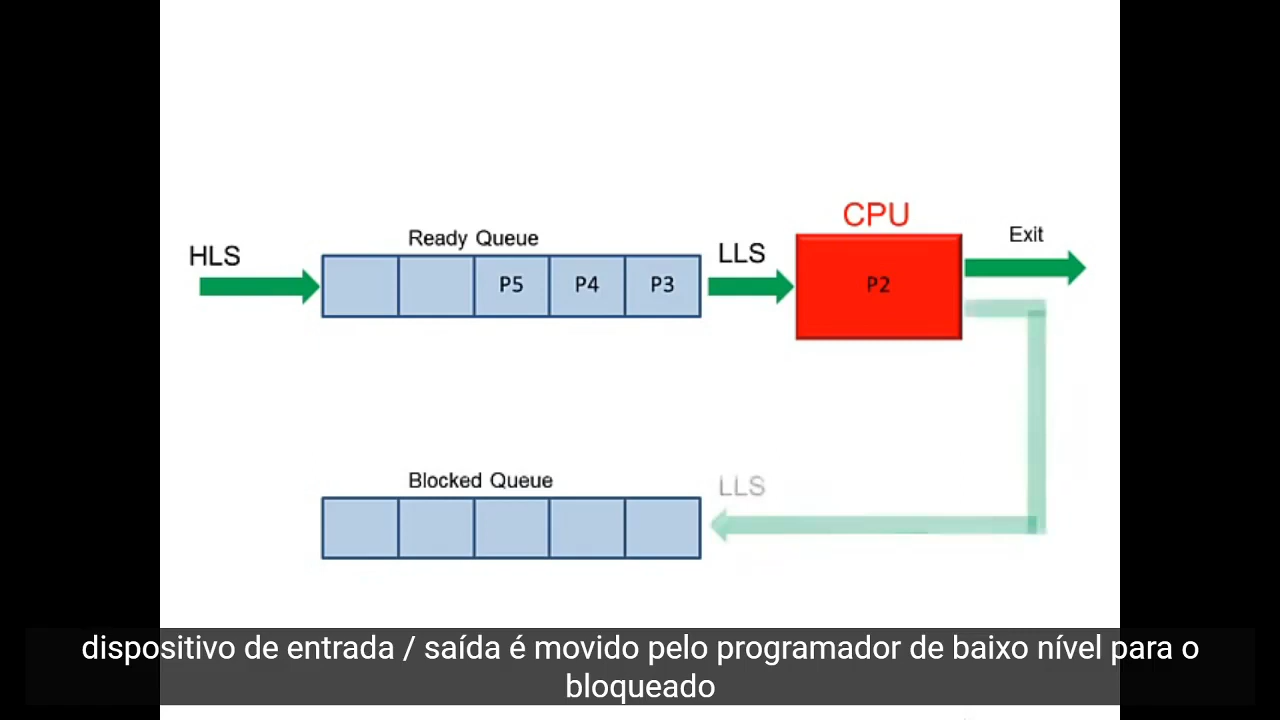 CPU
Exit
Ready Queue
HLS
LLS
P5 P4 P3
P2
Blocked Queue
LLS
dispositivo de entrada / saída é movido pelo programador de baixo nível para o
bloqueado